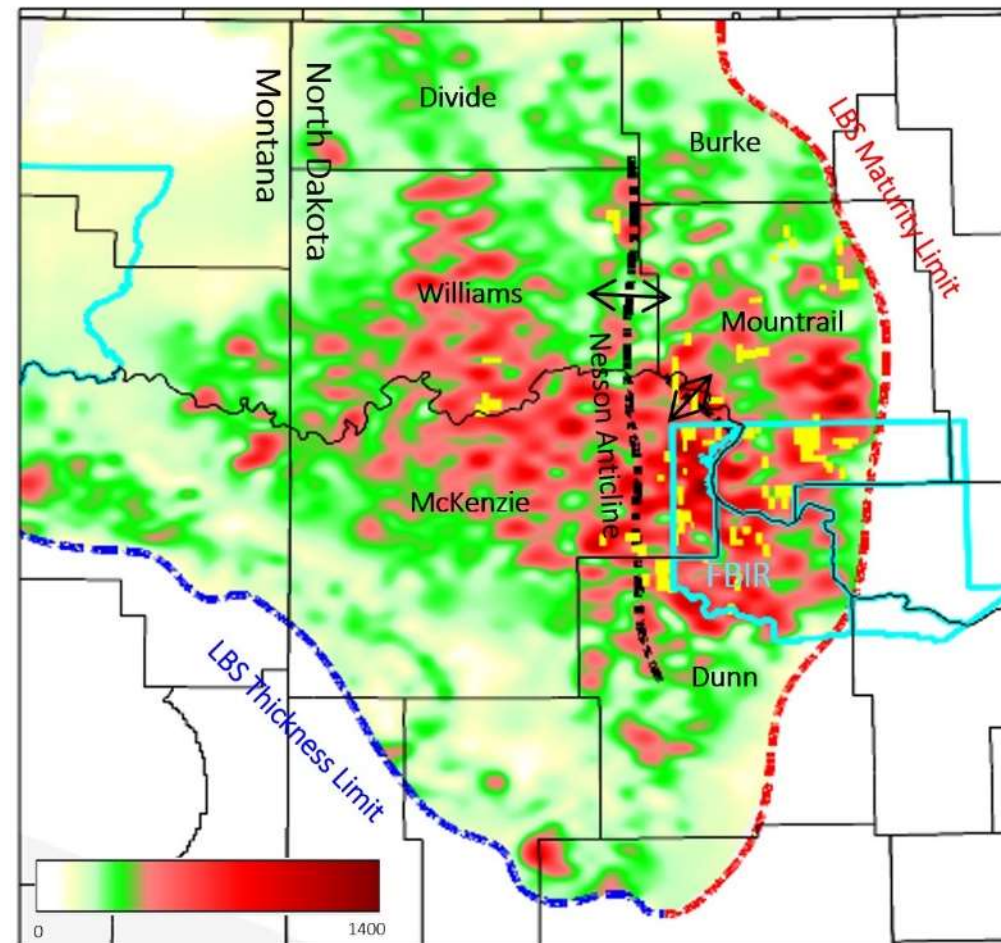 Montana
North Dakota
Divide
Burke
LBS Maturity Limit
Williams
Mountrail
Nesson Anticline
McKenzie
FBIR
LBS Thickness Limit
Dunn
0
1400